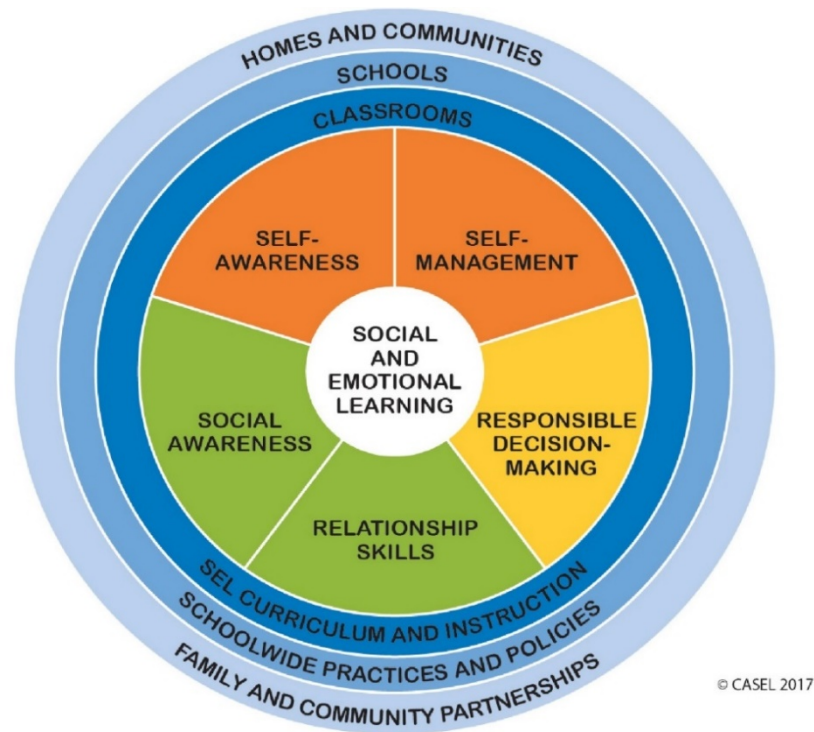 HOMES AND COMMUNITIES
SCHOOLS
CLASSROOMS
SELF-
AWARENESS
SELF-
MANAGEMENT
SOCIAL
AND
EMOTIONAL
LEARNING
SOCIAL
AWARENESS
RESPONSIBLE
DECISION-
MAKING
RELATIONSHIP
SKILLS
SEL CURRICULUM AND INSTRUCTION
SCHOOLWIDE PRACTICES AND POLICIES
FAMILY AND COMMUNITY PARTNERSHIPS
© CASEL 2017